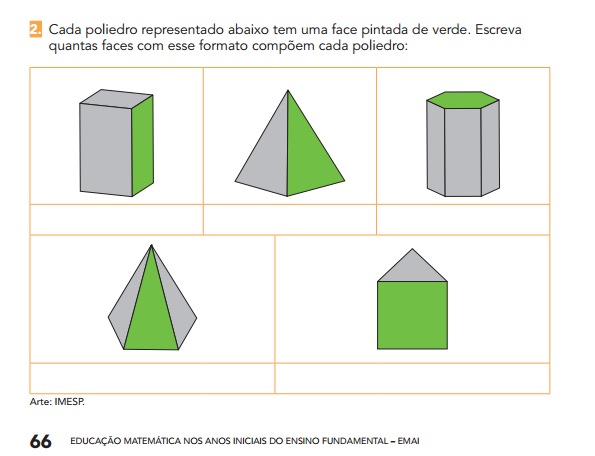 2. Cada poliedro representado abaixo tem uma face pintada de verde. Escreva
quantas faces com esse formato compõem cada poliedro:
Arte: IMESP.
66 EDUCAÇÃO MATEMÁTICA NOS ANOS INICIAIS DO ENSINO FUNDAMENTAL – EMAI